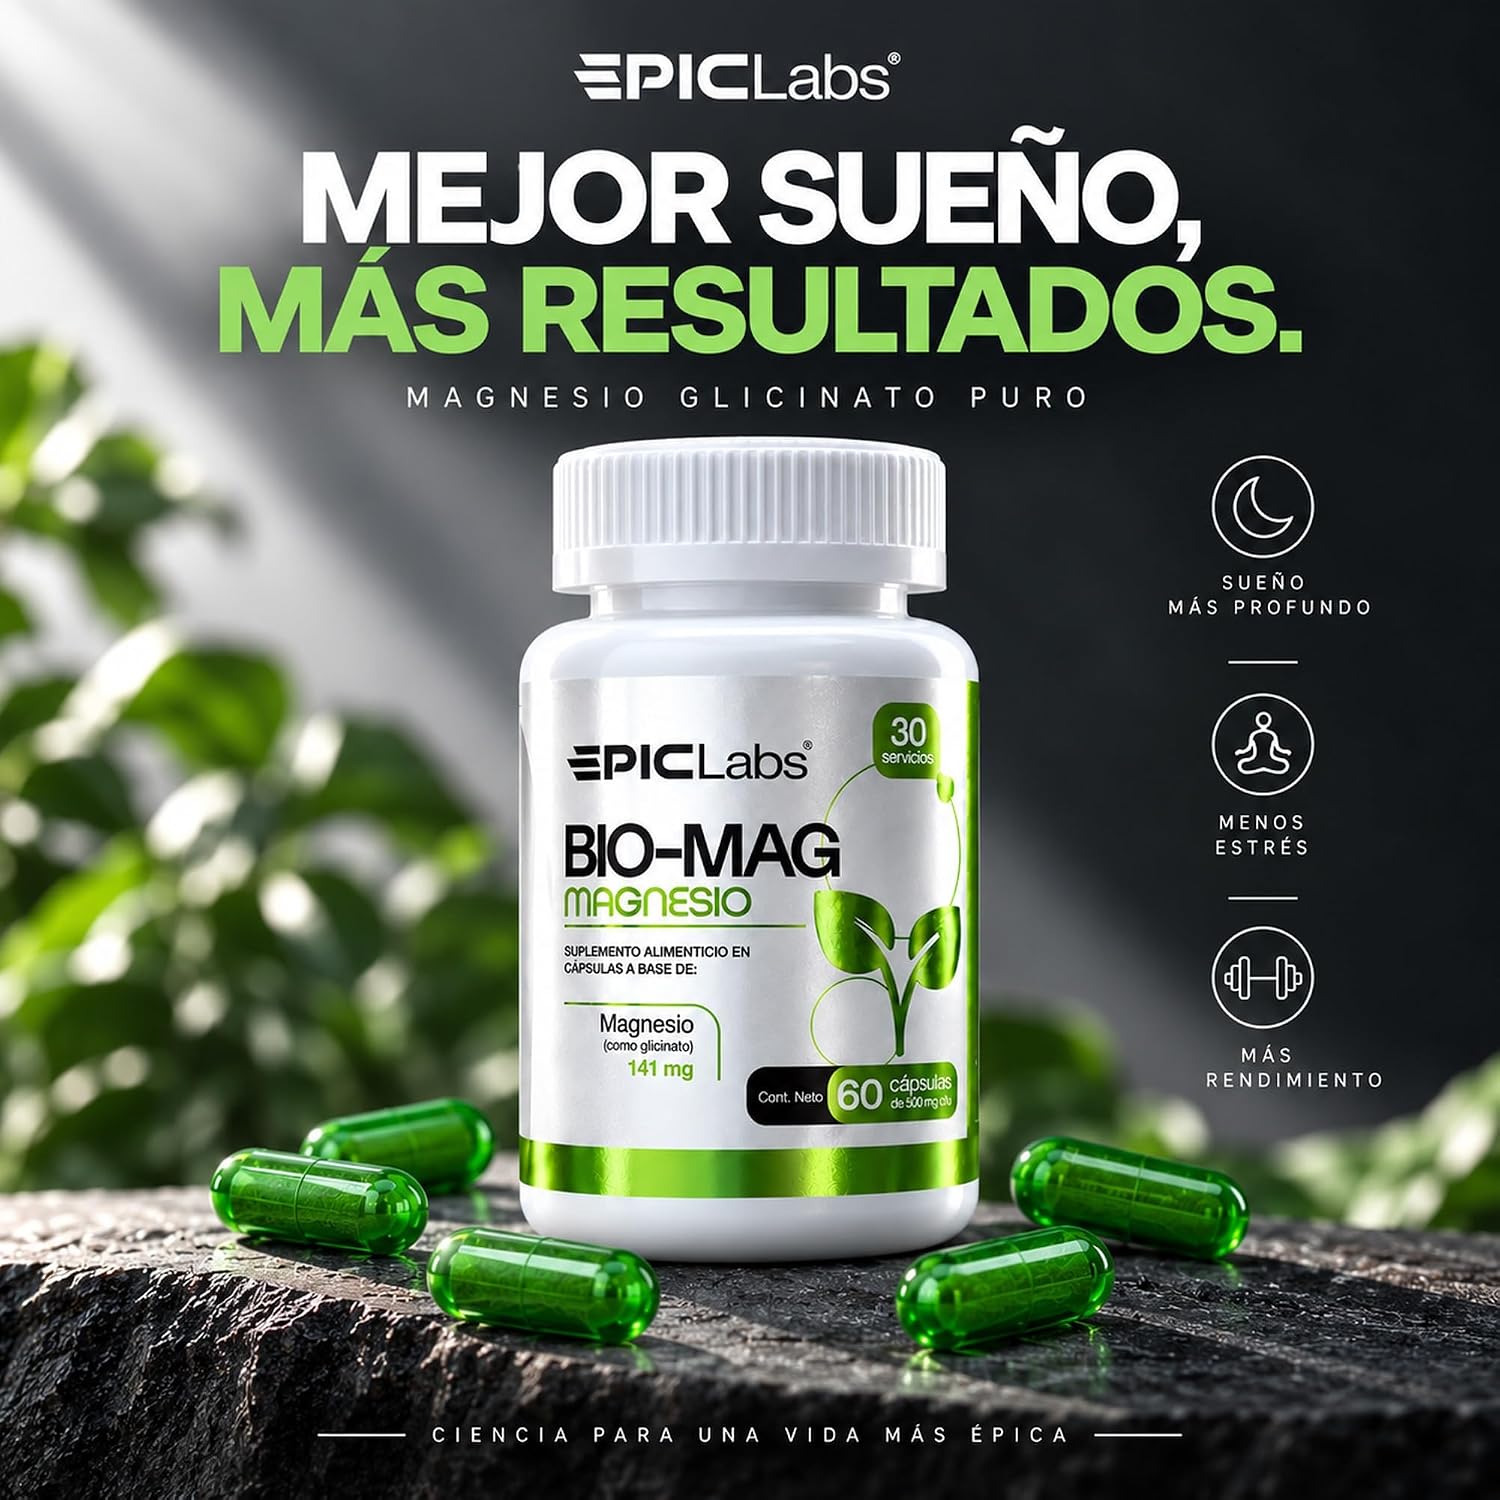 EPICLabs®
MEJOR SUEÑO,
MÁS RESULTADOS.
MAGNESIO GLICINATO PURO
SUEÑO
MÁS PROFUNDO
MENOS
ESTRÉS
MÁS
RENDIMIENTO
30
servicios
EPICLabs®
BIO-MAG
MAGNESIO
SUPLEMENTO ALIMENTICIO EN
CÁPSULAS A BASE DE:
Magnesio
(como glicinato)
141 mg
Cont. Neto 60 cápsulas
de 500 mg c/u
CIENCIA PARA UNA VIDA MÁS ÉPICA